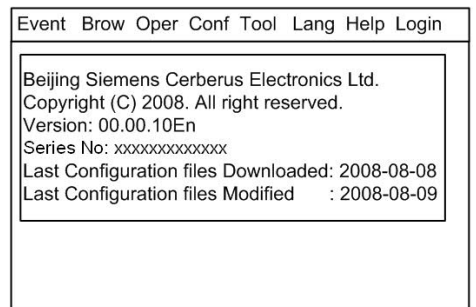 Event Brow Oper Conf Tool Lang Help Login
Beijing Siemens Cerberus Electronics Ltd.
Copyright (C) 2008. All right reserved.
Version: 00.00.10En
Series No: xxxxxxxxxxxxx
Last Configuration files Downloaded: 2008-08-08
Last Configuration files Modified : 2008-08-09